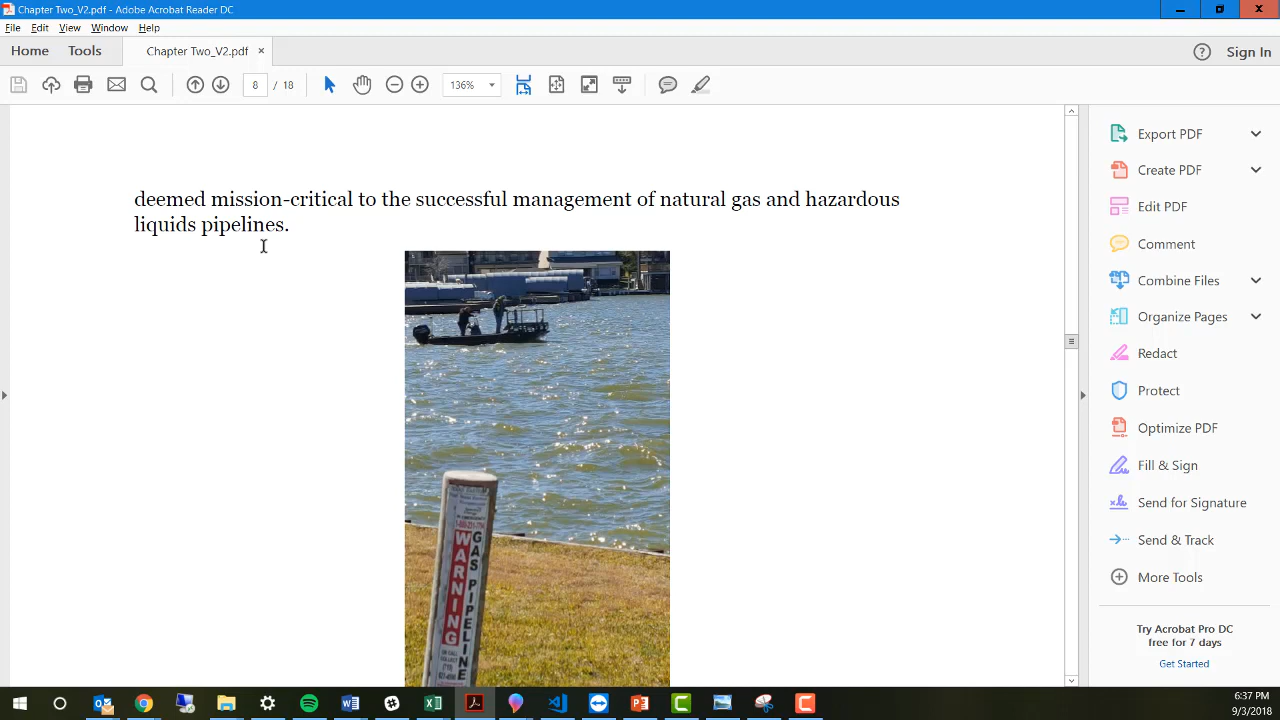 Chapter Two_V2.pdf - Adobe Acrobat Reader DC
File Edit View Window Help
Home Tools Chapter Two_V2.pdf × Sign In
8 / 18 136%
deemed mission-critical to the successful management of natural gas and hazardous
liquids pipelines.
WARNING
GAS PIPELINE
Export PDF
Create PDF
Edit PDF
Comment
Combine Files
Organize Pages
Redact
Protect
Optimize PDF
Fill & Sign
Send for Signature
Send & Track
More Tools
Try Acrobat Pro DC
free for 7 days
Get Started
6:37 PM
9/3/2018